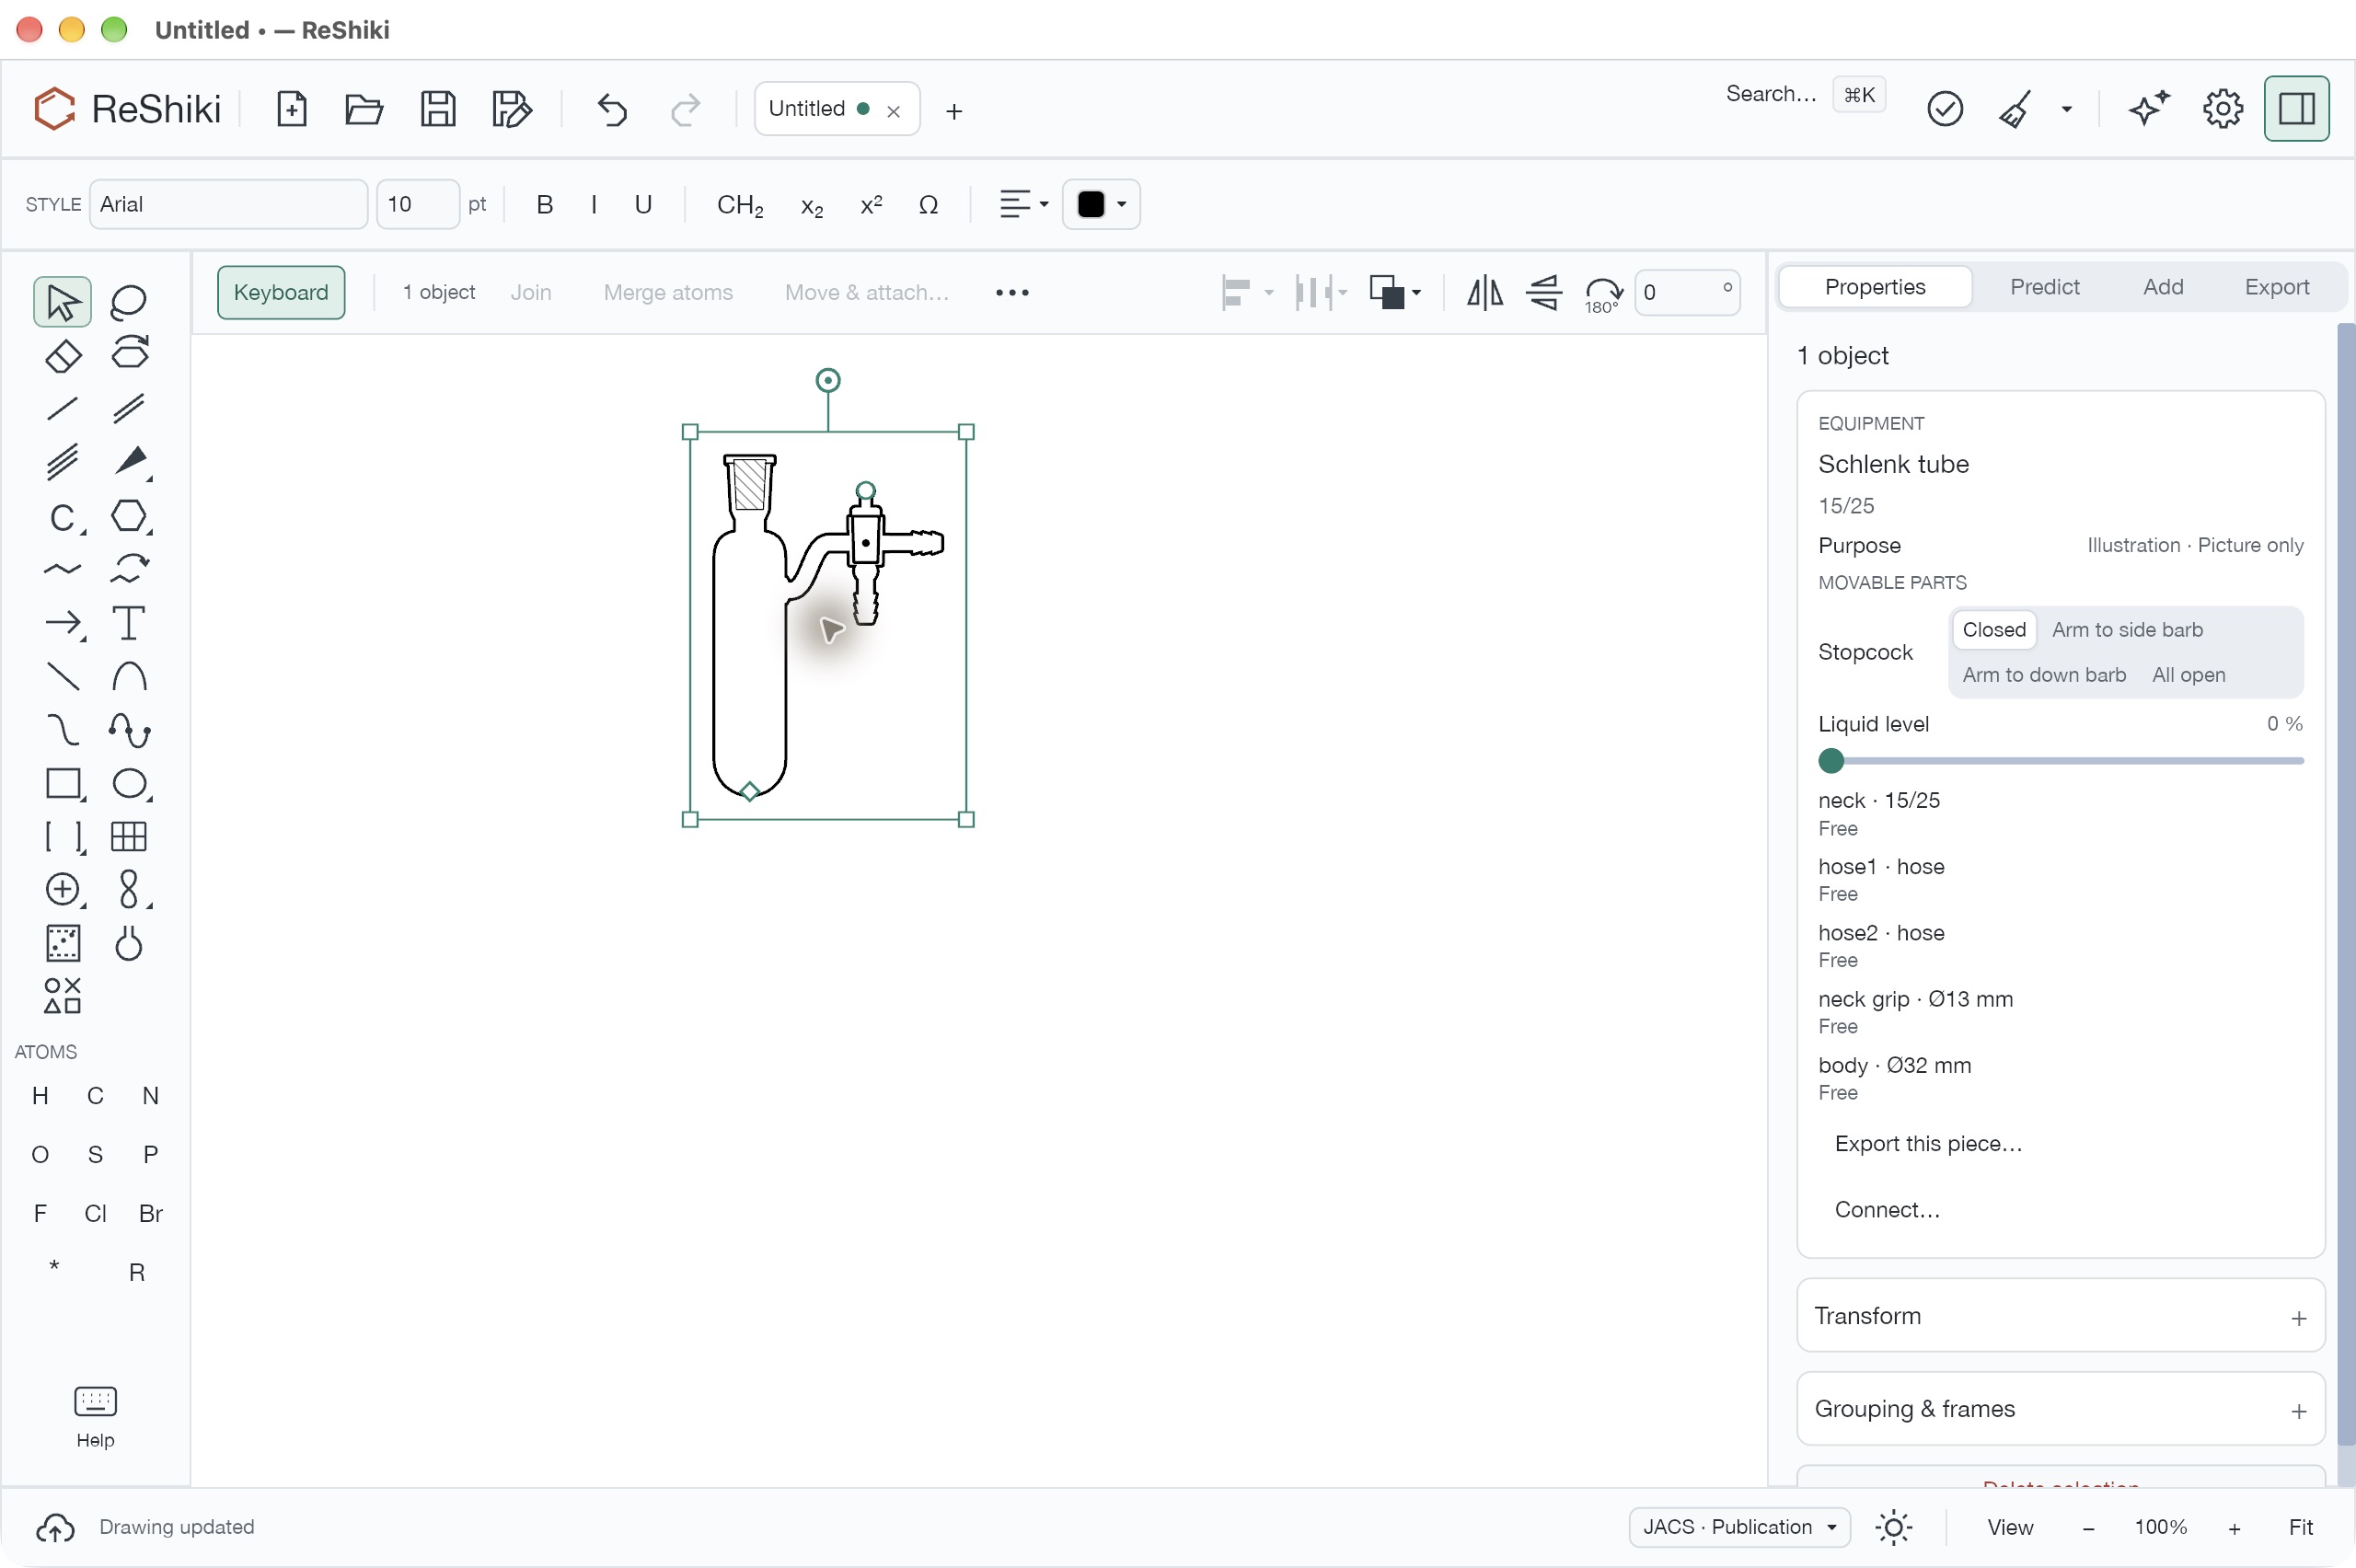 Untitled • — ReShiki
ReShiki
Untitled
Search... ⌘K
STYLE Arial 10 pt B I U CH₂ x₂ x² Ω
Keyboard 1 object Join Merge atoms Move & attach... 180° 0 °
Properties Predict Add Export
1 object
EQUIPMENT
Schlenk tube
15/25
Purpose Illustration · Picture only
MOVABLE PARTS
Stopcock Closed Arm to side barb
Arm to down barb All open
Liquid level 0 %
neck · 15/25
Free
hose1 · hose
Free
hose2 · hose
Free
neck grip · Ø13 mm
Free
body · Ø32 mm
Free
Export this piece...
Connect...
Transform +
Grouping & frames +
Delete selection
C
T
ATOMS
H C N
O S P
F Cl Br
* R
Help
Drawing updated
JACS · Publication View − 100% + Fit